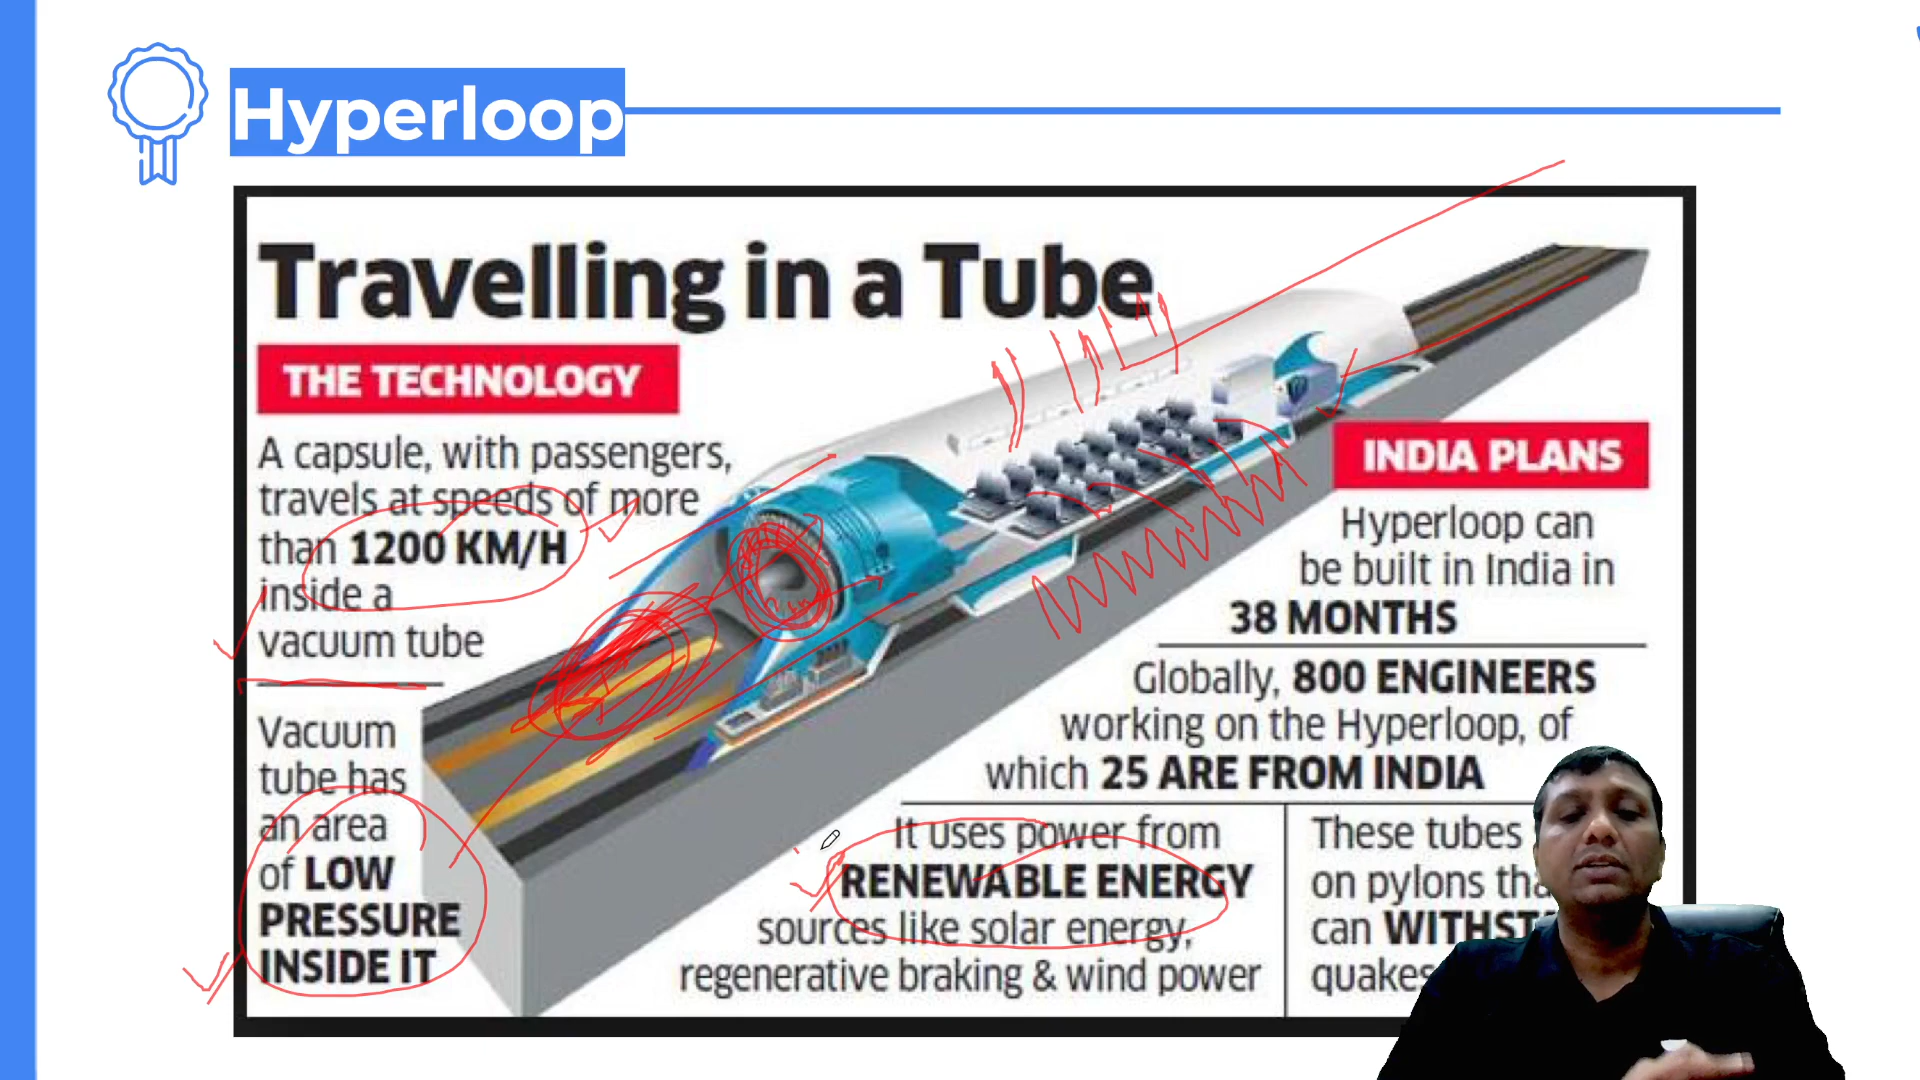 Hyperloop
Travelling in a Tube
THE TECHNOLOGY
A capsule, with passengers,
travels at speeds of more
than 1200 KM/H
inside a
vacuum tube
Vacuum
tube has
an area
of LOW
PRESSURE
INSIDE IT
INDIA PLANS
Hyperloop can
be built in India in
38 MONTHS
Globally, 800 ENGINEERS
working on the Hyperloop, of
which 25 ARE FROM INDIA
It uses power from
RENEWABLE ENERGY
sources like solar energy,
regenerative braking & wind power
These tubes
on pylons
can
quakes